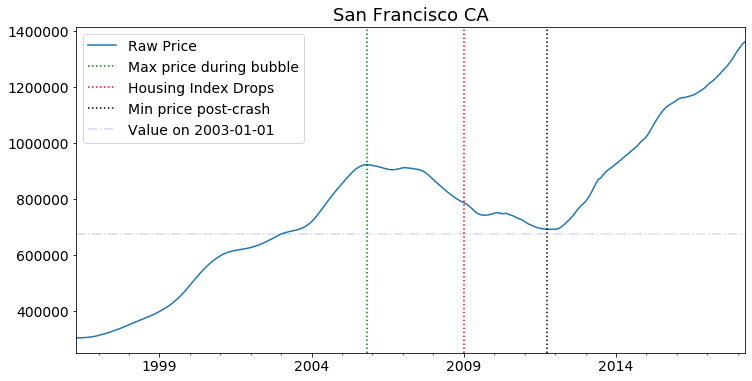 San Francisco CA
1400000
1200000
1000000
800000
600000
400000
Raw Price
Max price during bubble
Housing Index Drops
Min price post-crash
Value on 2003-01-01
1999
2004
2009
2014